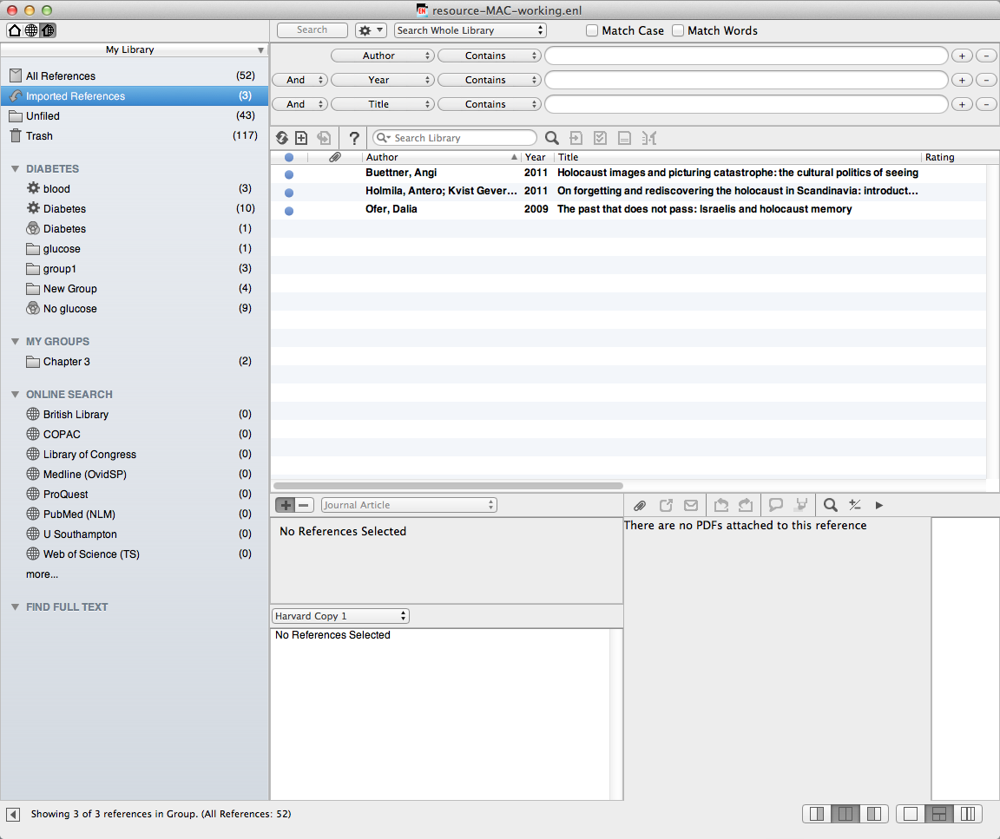 resource-MAC-working.enl
Search Search Whole Library Match Case Match Words
My Library
Author Contains + -
And Year Contains + -
And Title Contains + -
All References (52)
Imported References (3)
Unfiled (43)
Trash (117)
DIABETES
blood (3)
Diabetes (10)
Diabetes (1)
glucose (1)
group1 (3)
New Group (4)
No glucose (9)
MY GROUPS
Chapter 3 (2)
ONLINE SEARCH
British Library (0)
COPAC (0)
Library of Congress (0)
Medline (OvidSP) (0)
ProQuest (0)
PubMed (NLM) (0)
U Southampton (0)
Web of Science (TS) (0)
more...
FIND FULL TEXT
? Search Library
Author Year Title Rating
Buettner, Angi 2011 Holocaust images and picturing catastrophe: the cultural politics of seeing
Holmila, Antero; Kvist Gever... 2011 On forgetting and rediscovering the holocaust in Scandinavia: introduct...
Ofer, Dalia 2009 The past that does not pass: Israelis and holocaust memory
Journal Article
No References Selected
There are no PDFs attached to this reference
Harvard Copy 1
No References Selected
Showing 3 of 3 references in Group. (All References: 52)